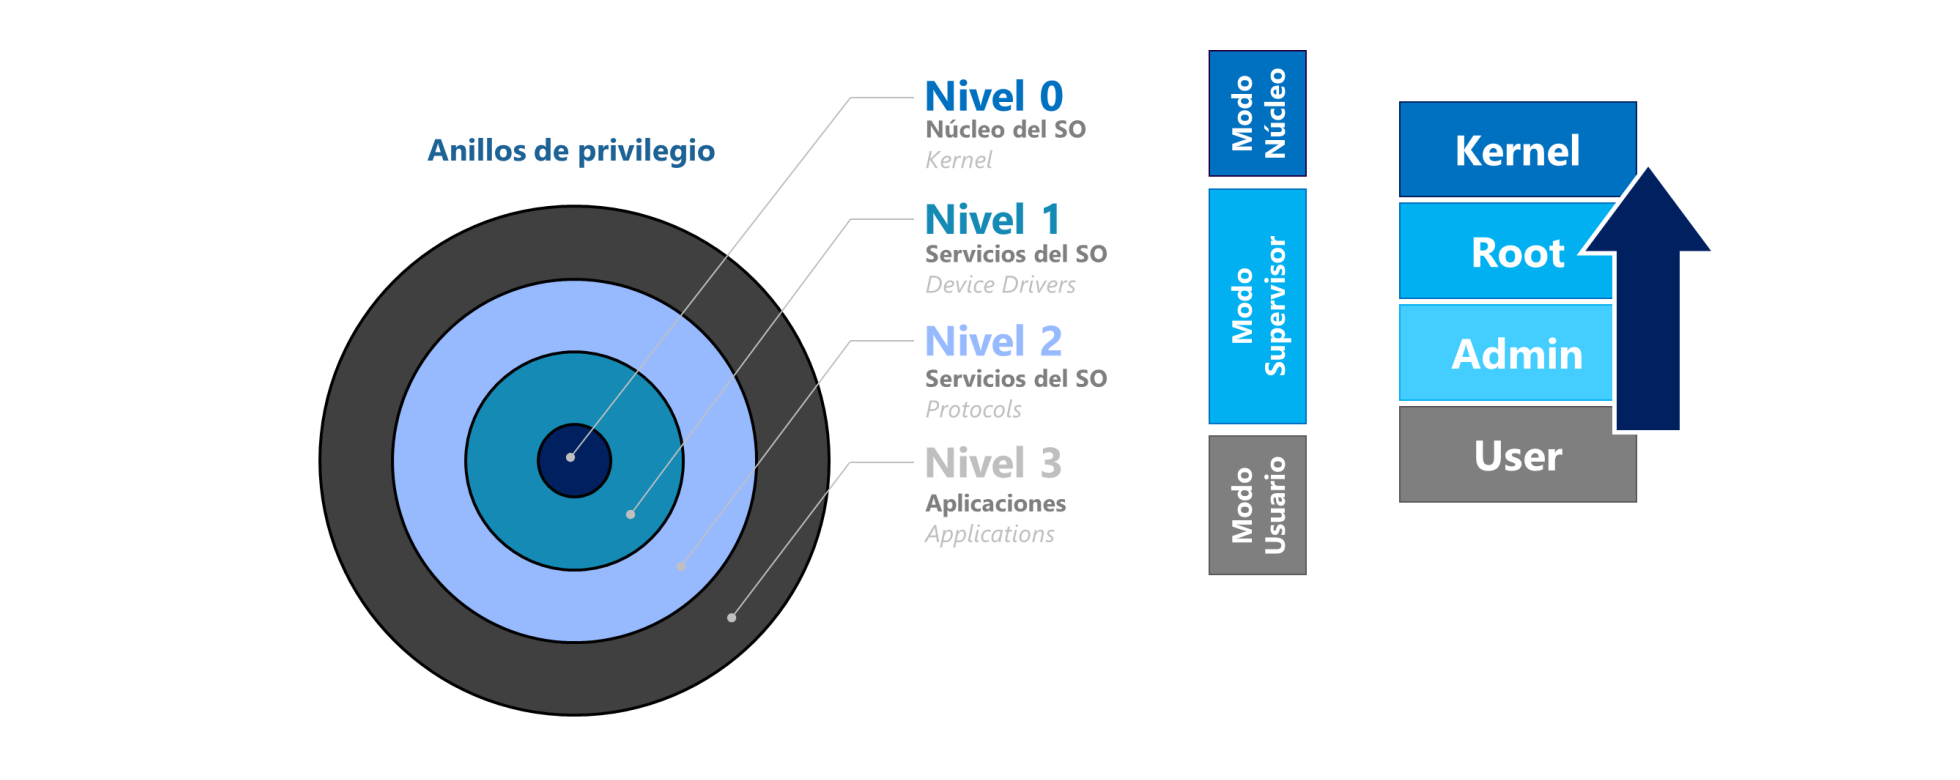 Anillos de privilegio
Nivel 0
Núcleo del SO
Kernel
Nivel 1
Servicios del SO
Device Drivers
Nivel 2
Servicios del SO
Protocols
Nivel 3
Aplicaciones
Applications
Modo
Núcleo
Modo
Supervisor
Modo
Usuario
Kernel
Root
Admin
User